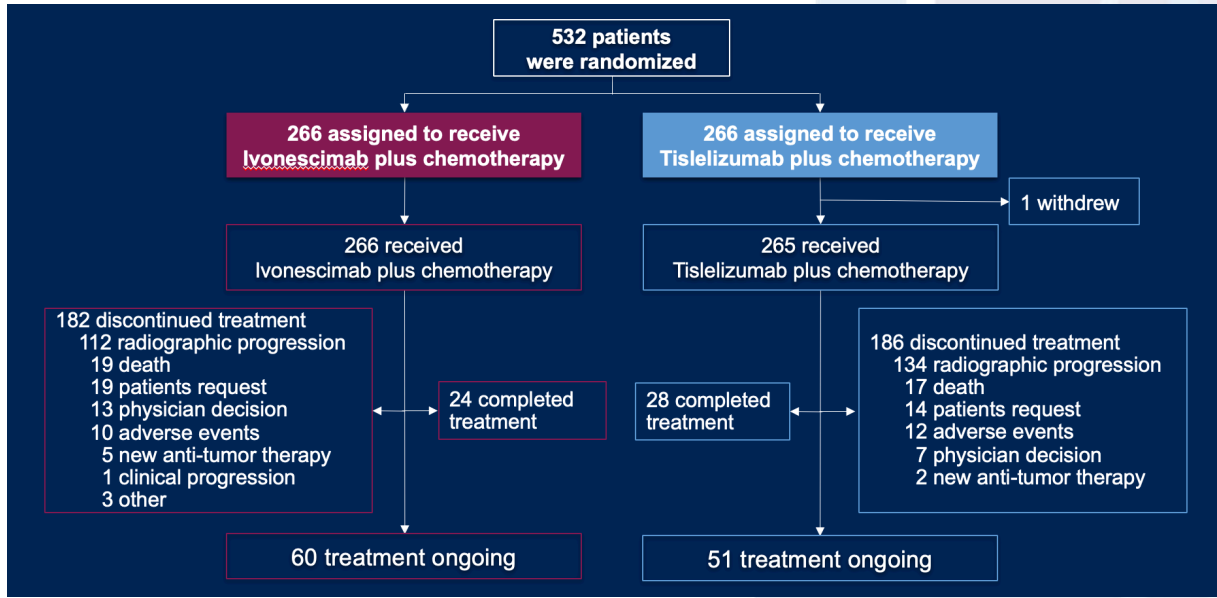 532 patients
were randomized
266 assigned to receive
Ivonescimab plus chemotherapy
266 assigned to receive
Tislelizumab plus chemotherapy
1 withdrew
266 received
Ivonescimab plus chemotherapy
265 received
Tislelizumab plus chemotherapy
182 discontinued treatment
112 radiographic progression
19 death
19 patients request
13 physician decision
10 adverse events
5 new anti-tumor therapy
1 clinical progression
3 other
24 completed
treatment
28 completed
treatment
186 discontinued treatment
134 radiographic progression
17 death
14 patients request
12 adverse events
7 physician decision
2 new anti-tumor therapy
60 treatment ongoing
51 treatment ongoing